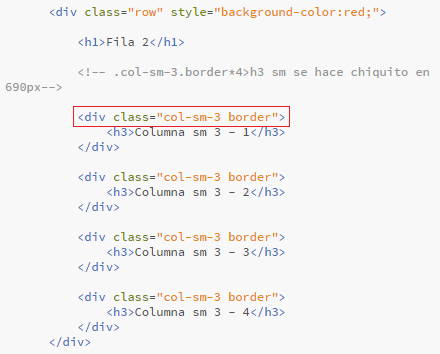 <div class="row" style="background-color:red;">
<h1>Fila 2</h1>
<!-- .col-sm-3.border*4>h3 sm se hace chiquito en
690px-->
<div class="col-sm-3 border">
<h3>Columna sm 3 - 1</h3>
</div>
<div class="col-sm-3 border">
<h3>Columna sm 3 - 2</h3>
</div>
<div class="col-sm-3 border">
<h3>Columna sm 3 - 3</h3>
</div>
<div class="col-sm-3 border">
<h3>Columna sm 3 - 4</h3>
</div>
</div>